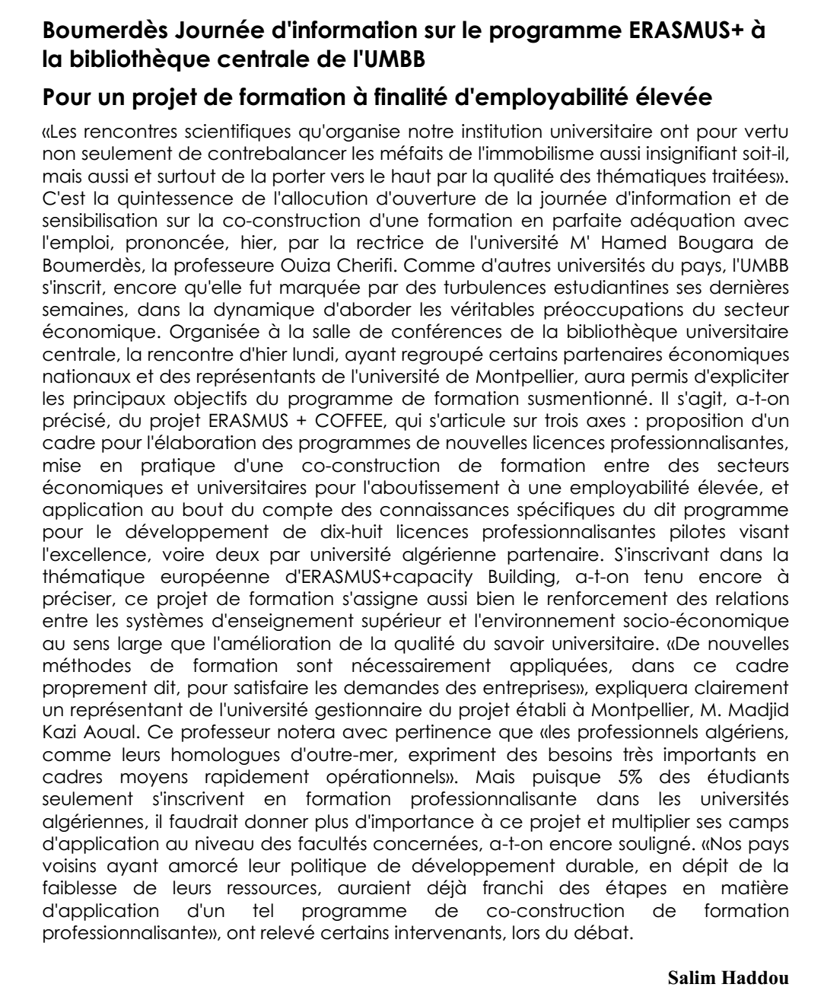 Boumerdès Journée d'information sur le programme ERASMUS+ à
la bibliothèque centrale de l'UMBB
Pour un projet de formation à finalité d'employabilité élevée
«Les rencontres scientifiques qu'organise notre institution universitaire ont pour vertu
non seulement de contrebalancer les méfaits de l'immobilisme aussi insignifiant soit-il,
mais aussi et surtout de la porter vers le haut par la qualité des thématiques traitées».
C'est la quintessence de l'allocution d'ouverture de la journée d'information et de
sensibilisation sur la co-construction d'une formation en parfaite adéquation avec
l'emploi, prononcée, hier, par la rectrice de l'université M' Hamed Bougara de
Boumerdès, la professeure Ouiza Cherifi. Comme d'autres universités du pays, l'UMBB
s'inscrit, encore qu'elle fut marquée par des turbulences estudiantines ses dernières
semaines, dans la dynamique d'aborder les véritables préoccupations du secteur
économique. Organisée à la salle de conférences de la bibliothèque universitaire
centrale, la rencontre d'hier lundi, ayant regroupé certains partenaires économiques
nationaux et des représentants de l'université de Montpellier, aura permis d'expliciter
les principaux objectifs du programme de formation susmentionné. Il s'agit, a-t-on
précisé, du projet ERASMUS + COFFEE, qui s'articule sur trois axes : proposition d'un
cadre pour l'élaboration des programmes de nouvelles licences professionnalisantes,
mise en pratique d'une co-construction de formation entre des secteurs
économiques et universitaires pour l'aboutissement à une employabilité élevée, et
application au bout du compte des connaissances spécifiques du dit programme
pour le développement de dix-huit licences professionnalisantes pilotes visant
l'excellence, voire deux par université algérienne partenaire. S'inscrivant dans la
thématique européenne d'ERASMUS+capacity Building, a-t-on tenu encore à
préciser, ce projet de formation s'assigne aussi bien le renforcement des relations
entre les systèmes d'enseignement supérieur et l'environnement socio-économique
au sens large que l'amélioration de la qualité du savoir universitaire. «De nouvelles
méthodes de formation sont nécessairement appliquées, dans ce cadre
proprement dit, pour satisfaire les demandes des entreprises», expliquera clairement
un représentant de l'université gestionnaire du projet établi à Montpellier, M. Madjid
Kazi Aoual. Ce professeur notera avec pertinence que «les professionnels algériens,
comme leurs homologues d'outre-mer, expriment des besoins très importants en
cadres moyens rapidement opérationnels». Mais puisque 5% des étudiants
seulement s'inscrivent en formation professionnalisante dans les universités
algériennes, il faudrait donner plus d'importance à ce projet et multiplier ses camps
d'application au niveau des facultés concernées, a-t-on encore souligné. «Nos pays
voisins ayant amorcé leur politique de développement durable, en dépit de la
faiblesse de leurs ressources, auraient déjà franchi des étapes en matière
d'application d'un tel programme de co-construction de formation
professionnalisante», ont relevé certains intervenants, lors du débat.
Salim Haddou